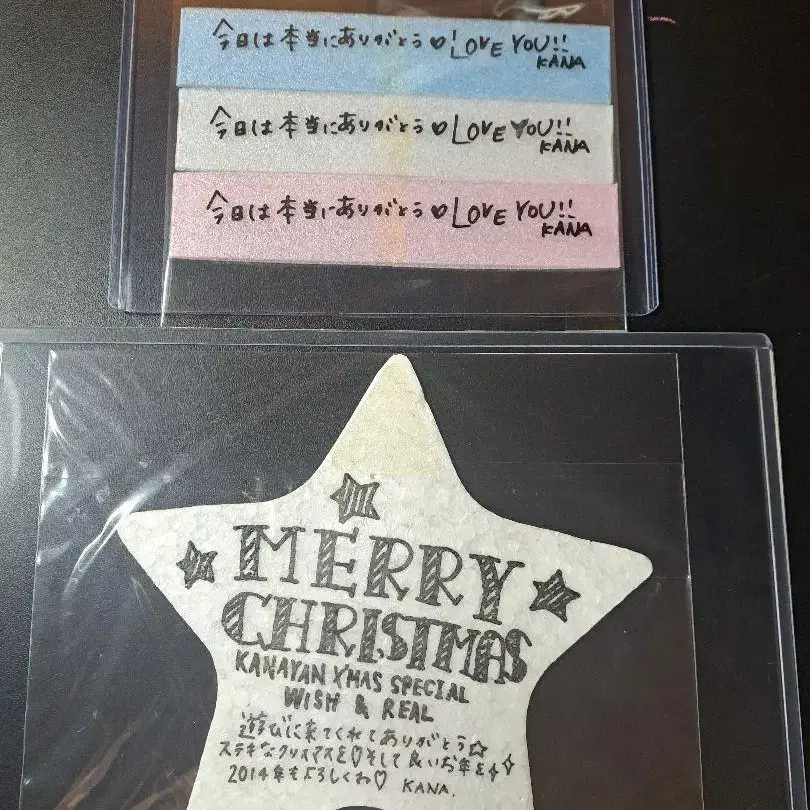 今日は本当にありがとう♡LOVE YOU!!
KANA
今日は本当にありがとう♡LOVE YOU!!
KANA
今日は本当にありがとう♡LOVE YOU!!
KANA
MERRY
CHRISTMAS
KANAYAN X'MAS SPECIAL
WISH & REAL
遊びに来てくれてありがとう☆
ステキなクリスマスを♡そして良いお年を
2014年もよろしくね♡ KANA.